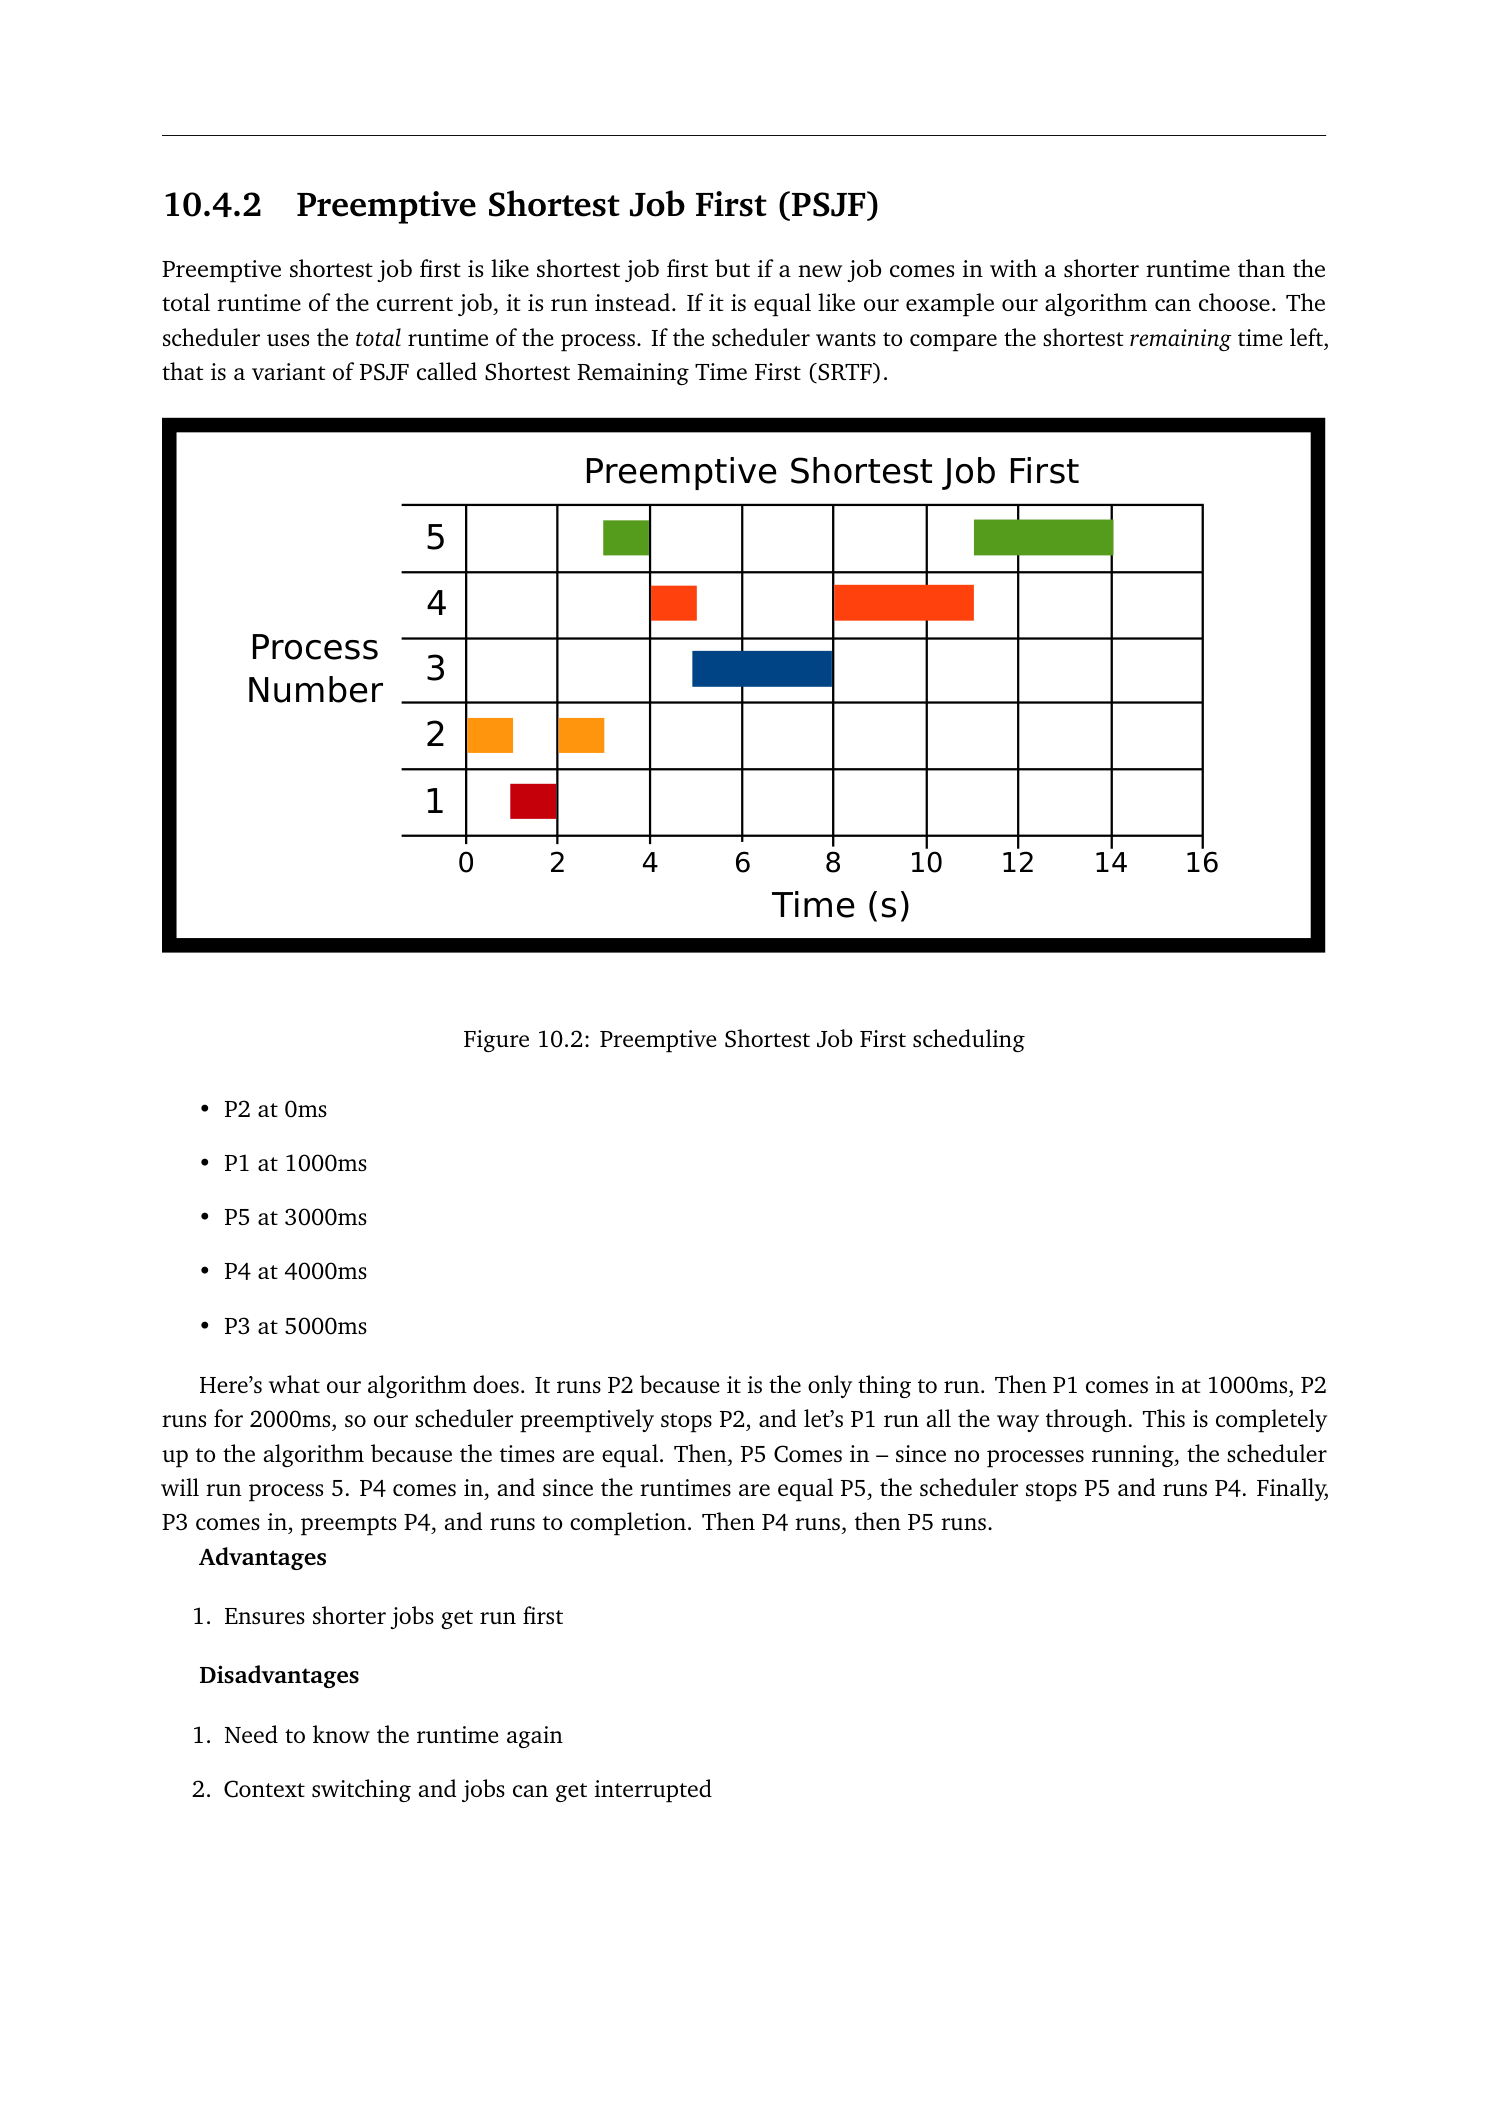 10.4.2 Preemptive Shortest Job First (PSJF)
Preemptive shortest job first is like shortest job first but if a new job comes in with a shorter runtime than the
total runtime of the current job, it is run instead. If it is equal like our example our algorithm can choose. The
scheduler uses the total runtime of the process. If the scheduler wants to compare the shortest remaining time left,
that is a variant of PSJF called Shortest Remaining Time First (SRTF).
Preemptive Shortest Job First
5
4
Process
Number
3
2
1
0 2 4 6 8 10 12 14 16
Time (s)
Figure 10.2: Preemptive Shortest Job First scheduling
• P2 at 0ms
• P1 at 1000ms
• P5 at 3000ms
• P4 at 4000ms
• P3 at 5000ms
Here's what our algorithm does. It runs P2 because it is the only thing to run. Then P1 comes in at 1000ms, P2
runs for 2000ms, so our scheduler preemptively stops P2, and let's P1 run all the way through. This is completely
up to the algorithm because the times are equal. Then, P5 Comes in – since no processes running, the scheduler
will run process 5. P4 comes in, and since the runtimes are equal P5, the scheduler stops P5 and runs P4. Finally,
P3 comes in, preempts P4, and runs to completion. Then P4 runs, then P5 runs.
Advantages
1. Ensures shorter jobs get run first
Disadvantages
1. Need to know the runtime again
2. Context switching and jobs can get interrupted